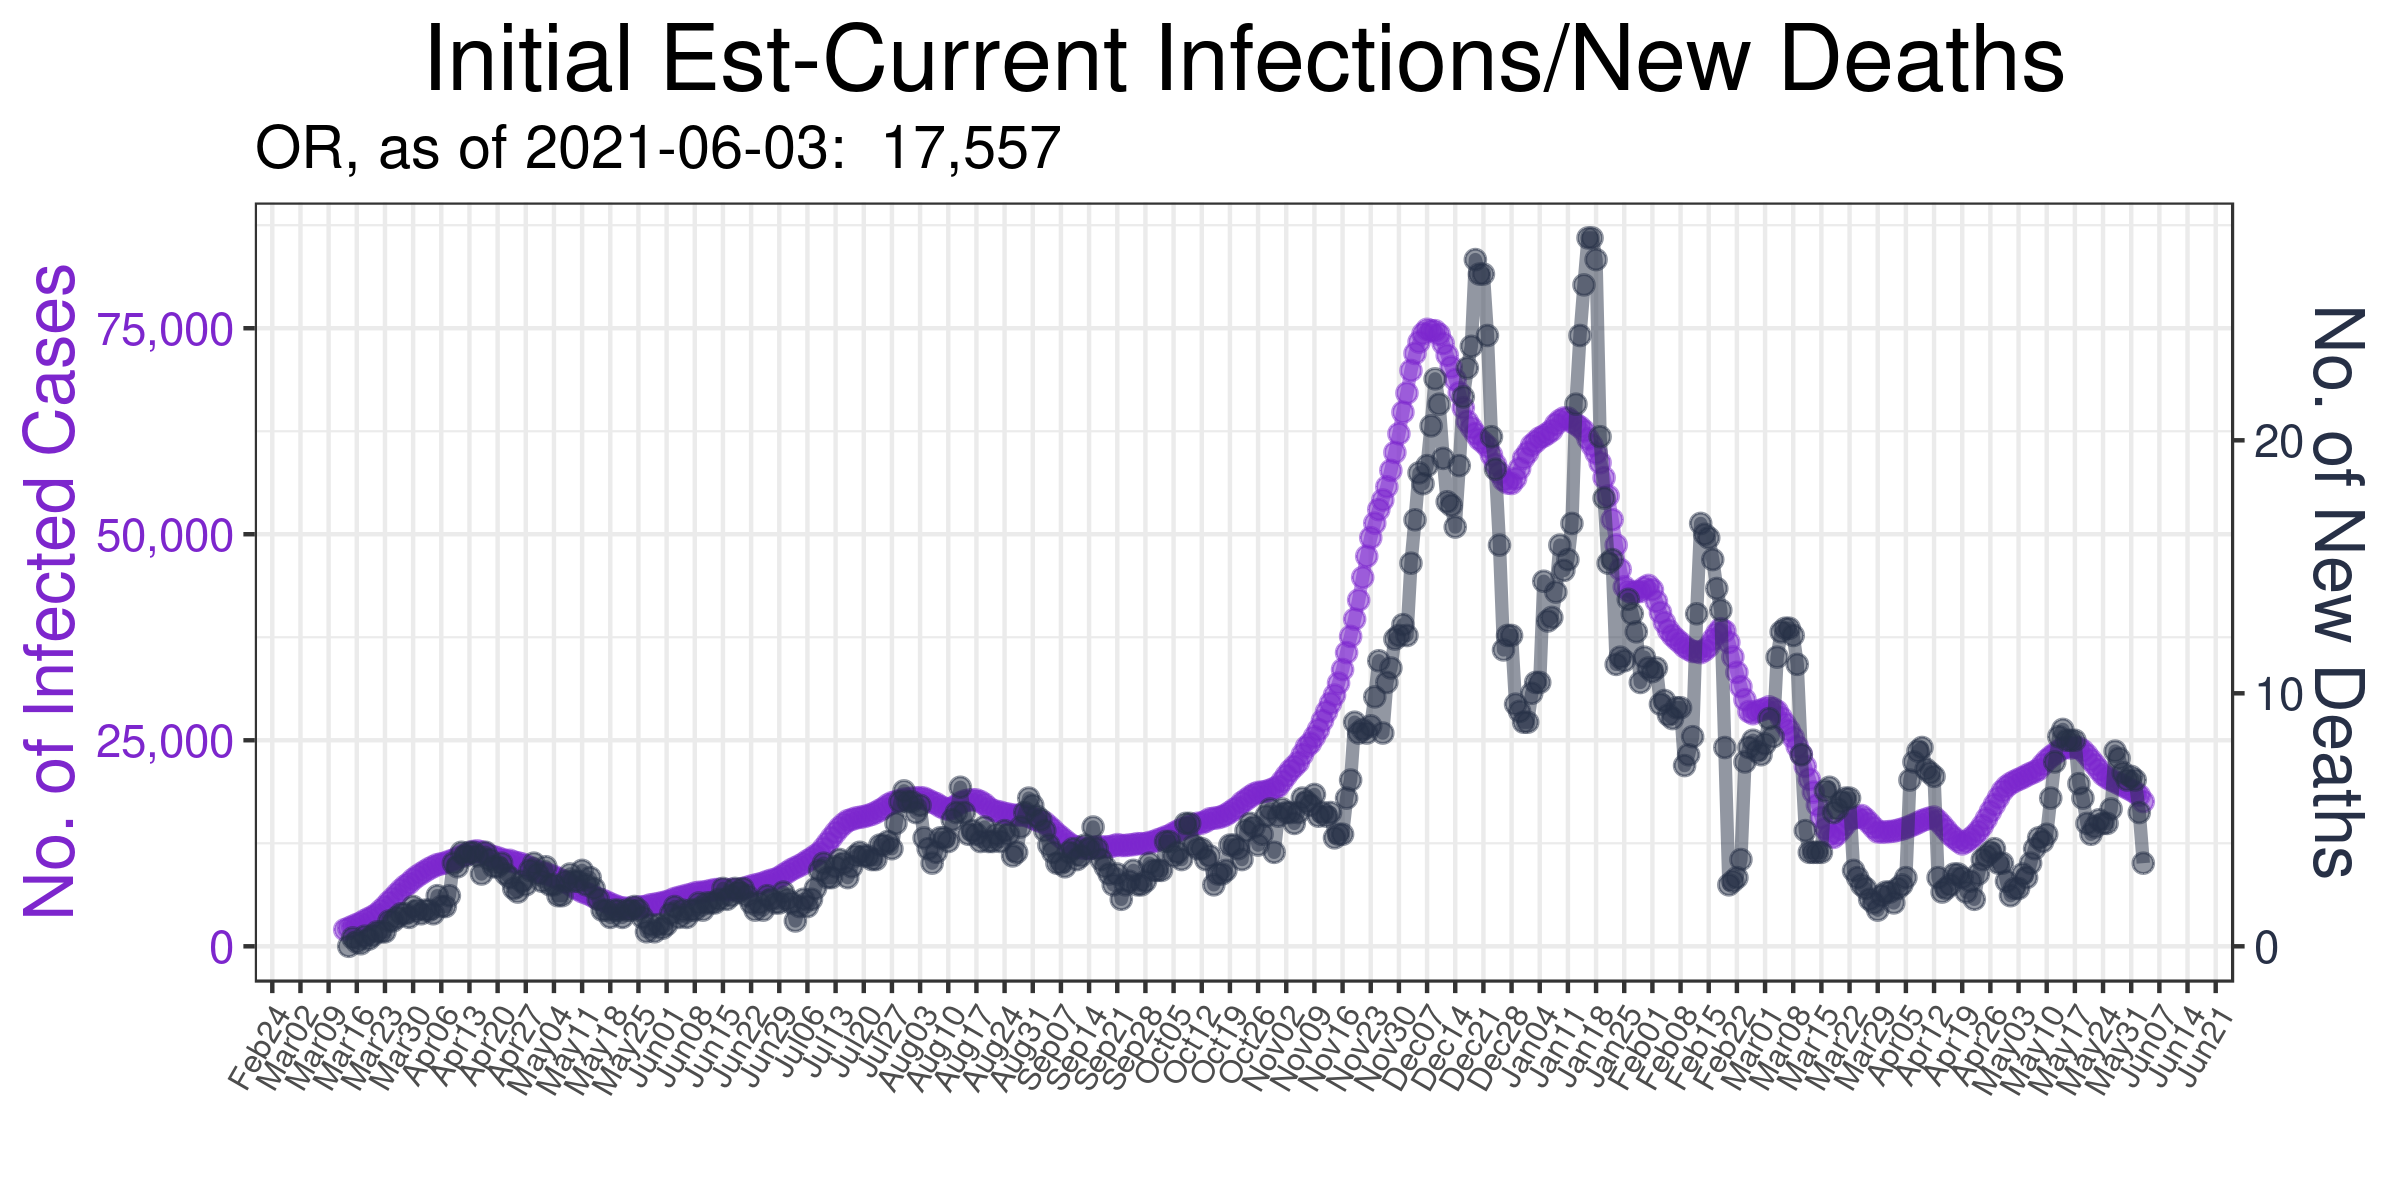 Initial Est-Current Infections/New Deaths
OR, as of 2021-06-03: 17,557
No. of Infected Cases
75,000
50,000
25,000
0
No. of New Deaths
20
10
0
Feb24
Mar02
Mar09
Mar16
Mar23
Mar30
Apr06
Apr13
Apr20
Apr27
May04
May11
May18
May25
Jun01
Jun08
Jun15
Jun22
Jun29
Jul06
Jul13
Jul20
Jul27
Aug03
Aug10
Aug17
Aug24
Aug31
Sep07
Sep14
Sep21
Sep28
Oct05
Oct12
Oct19
Oct26
Nov02
Nov09
Nov16
Nov23
Nov30
Dec07
Dec14
Dec21
Dec28
Jan04
Jan11
Jan18
Jan25
Feb01
Feb08
Feb15
Feb22
Mar01
Mar08
Mar15
Mar22
Mar29
Apr05
Apr12
Apr19
Apr26
May03
May10
May17
May24
May31
Jun07
Jun14
Jun21